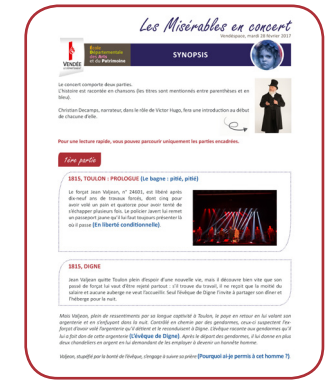 Les Misérables en concert
Vendéspace, mardi 28 février 2017
VENDÉE
Ecole
Départementale
des Arts
et du Patrimoine
SYNOPSIS
Le concert comporte deux parties.
L'histoire est racontée en chansons (les titres sont mentionnés entre parenthèses et en
bleu).
Christian Decamps, narrateur, dans le rôle de Victor Hugo, fera une introduction au début
de chacune d'elle.
Pour une lecture rapide, vous pouvez parcourir uniquement les parties encadrées.
1ère partie
1815, TOULON : PROLOGUE (Le bagne : pitié, pitié)
Le forçat Jean Valjean, n° 24601, est libéré après
dix-neuf ans de travaux forcés, dont cinq pour
avoir volé un pain et quatorze pour avoir tenté de
s'échapper plusieurs fois. Le policier Javert lui remet
un passeport jaune qu'il lui faut toujours présenter
où il passe (En liberté conditionnelle).
1815, DIGNE
Jean Valjean quitte Toulon plein d'espoir d'une nouvelle vie, mais il découvre bien vite que son
passé de forçat lui vaut d'être rejeté partout : s'il trouve du travail, il ne reçoit que la moitié du
salaire et aucune auberge ne veut l'accueillir. Seul l'évêque de Digne l'invite à partager son dîner et
l'héberge pour la nuit.
Mais Valjean, plein de ressentiments par sa longue captivité à Toulon, le paye en retour en lui volant son
argenterie et en s'enfuyant dans la nuit. Contrôlé en chemin par des gendarmes, ceux-ci suspectent l'ex-
forçat d'avoir volé l'argenterie qu'il détient et le reconduisent à Digne. L'évêque raconte aux gendarmes qu'il
lui a fait don de cette argenterie (L'évêque de Digne). Après le départ des gendarmes, il lui donne en plus
deux chandeliers en argent en lui demandant de les employer à devenir un honnête homme.
Valjean, stupéfié par la bonté de l'évêque, s'engage à suivre sa prière (Pourquoi ai-je permis à cet homme ?)